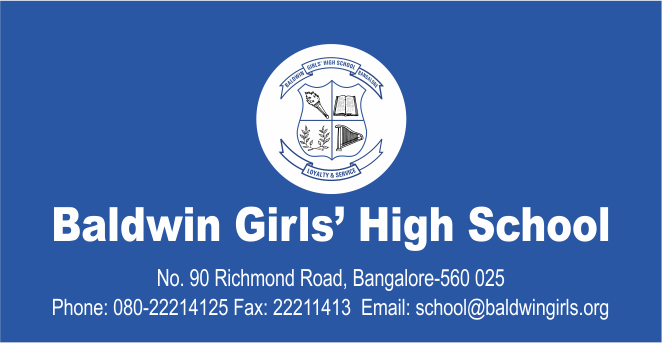 BALDWIN GIRLS' HIGH SCHOOL BANGALORE
LOYALTY & SERVICE
Baldwin Girls’ High School
No. 90 Richmond Road, Bangalore-560 025
Phone: 080-22214125 Fax: 22211413 Email: school@baldwingirls.org